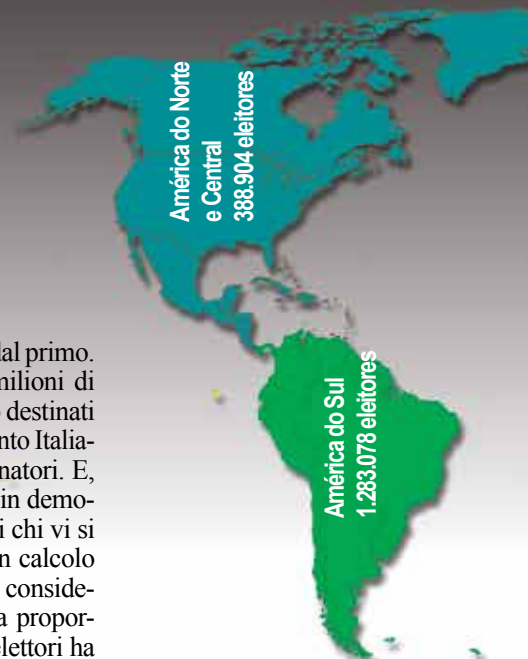 América do Norte
e Central
388.904 eleitores
América do Sul
1.283.078 eleitores
dal primo.
milioni di
destinati
nto Italia-
natori. E,
in demo-
i chi vi si
n calcolo
conside-
a propor-
elettori ha